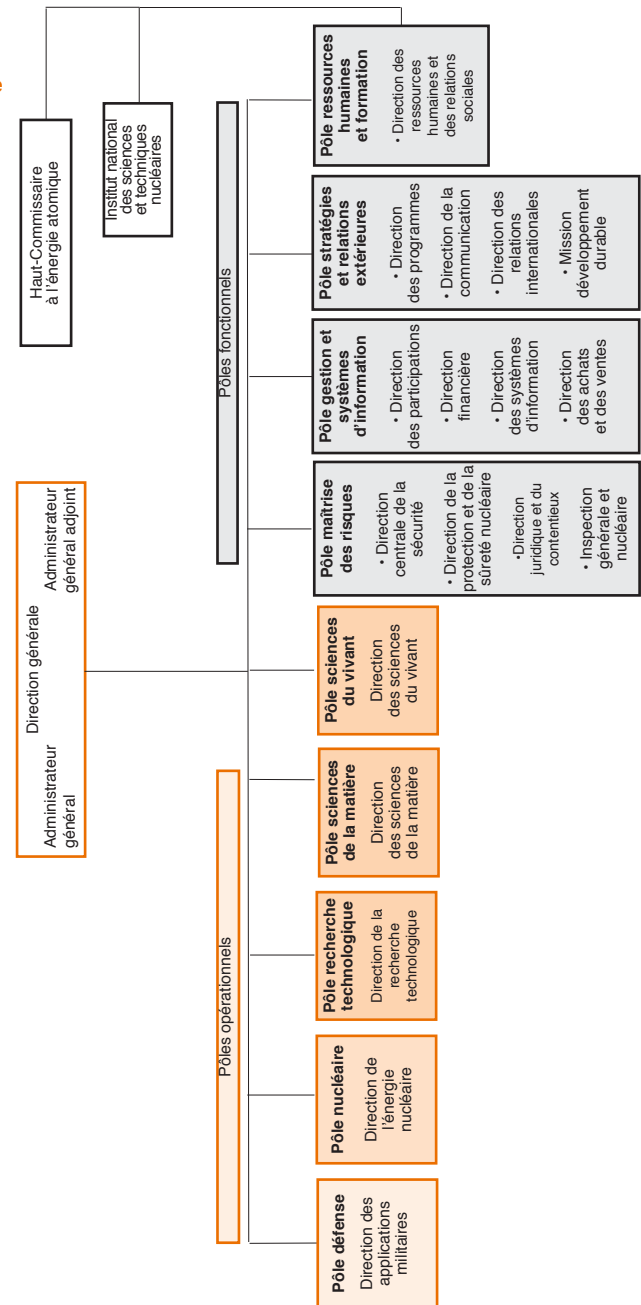 Direction générale
Administrateur
général
Administrateur
général adjoint
Haut-Commissaire
à l'énergie atomique
Institut national
des sciences
et techniques
nucléaires
Pôles opérationnels
Pôles fonctionnels
Pôle défense
Direction des
applications
militaires
Pôle nucléaire
Direction de
l'énergie
nucléaire
Pôle recherche
technologique
Direction de la
recherche
technologique
Pôle sciences
de la matière
Direction
des sciences
de la matière
Pôle sciences
du vivant
Direction
des sciences
du vivant
Pôle maîtrise
des risques
• Direction
centrale de la
sécurité
• Direction de la
protection et de la
sûreté nucléaire
•Direction
juridique et du
contentieux
• Inspection
générale et
nucléaire
Pôle gestion et
systèmes
d'information
• Direction
des participations
• Direction
financière
• Direction
des systèmes
d'information
• Direction
des achats
et des ventes
Pôle stratégies
et relations
extérieures
• Direction
des programmes
• Direction de la
communication
• Direction des
relations
internationales
• Mission
développement
durable
Pôle ressources
humaines
et formation
• Direction des
ressources
humaines et
des relations
sociales